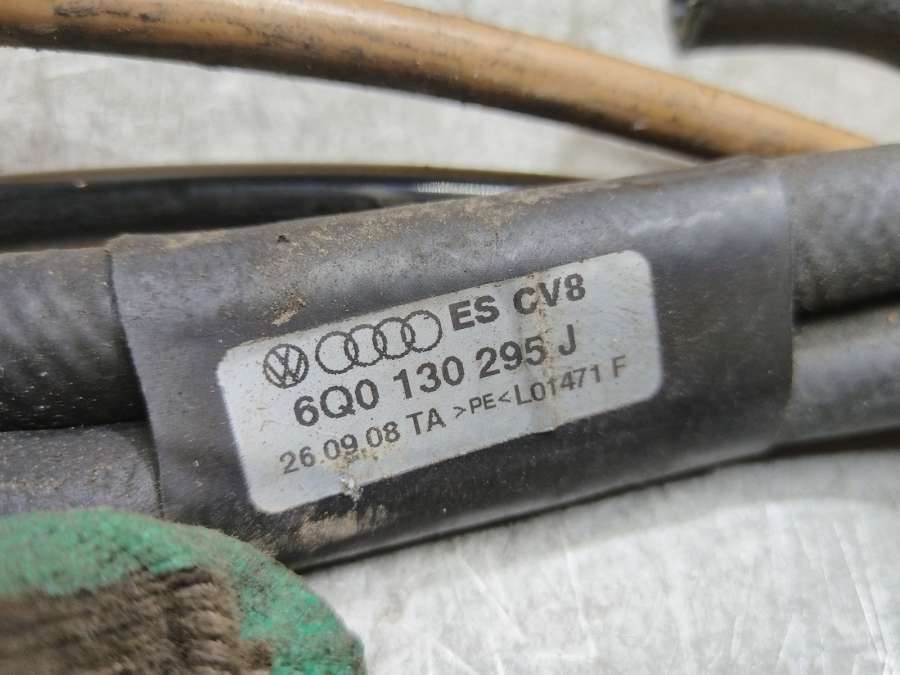 ES CV8
6Q0 130 295 J
26.09.08 TA >PE< L01471 F